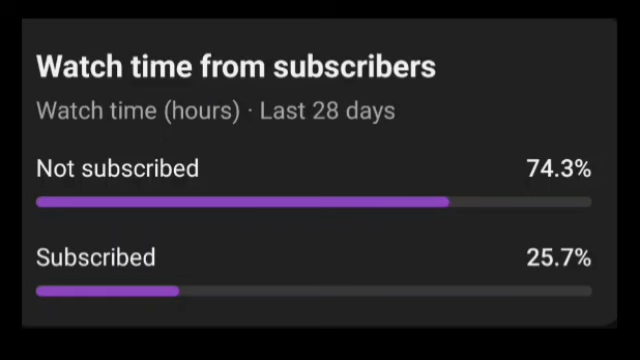 Watch time from subscribers
Watch time (hours) · Last 28 days
Not subscribed 74.3%
Subscribed 25.7%